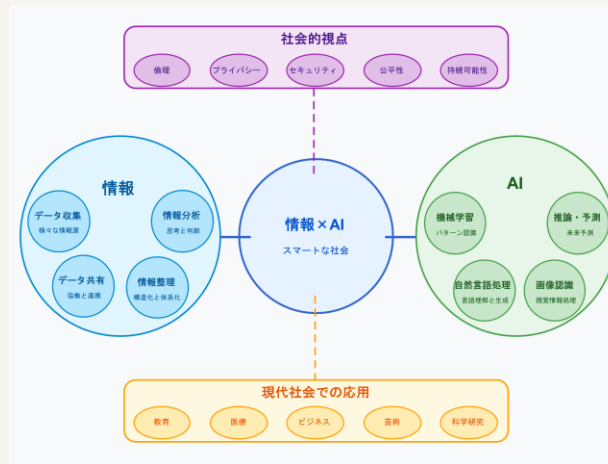 社会的視点
倫理
プライバシー
セキュリティ
公平性
持続可能性
情報
データ収集
様々な情報源
情報分析
思考と判断
データ共有
協働と連携
情報整理
構造化と体系化
情報×AI
スマートな社会
AI
機械学習
パターン認識
推論・予測
未来予測
自然言語処理
言語理解と生成
画像認識
視覚情報処理
現代社会での応用
教育
医療
ビジネス
芸術
科学研究